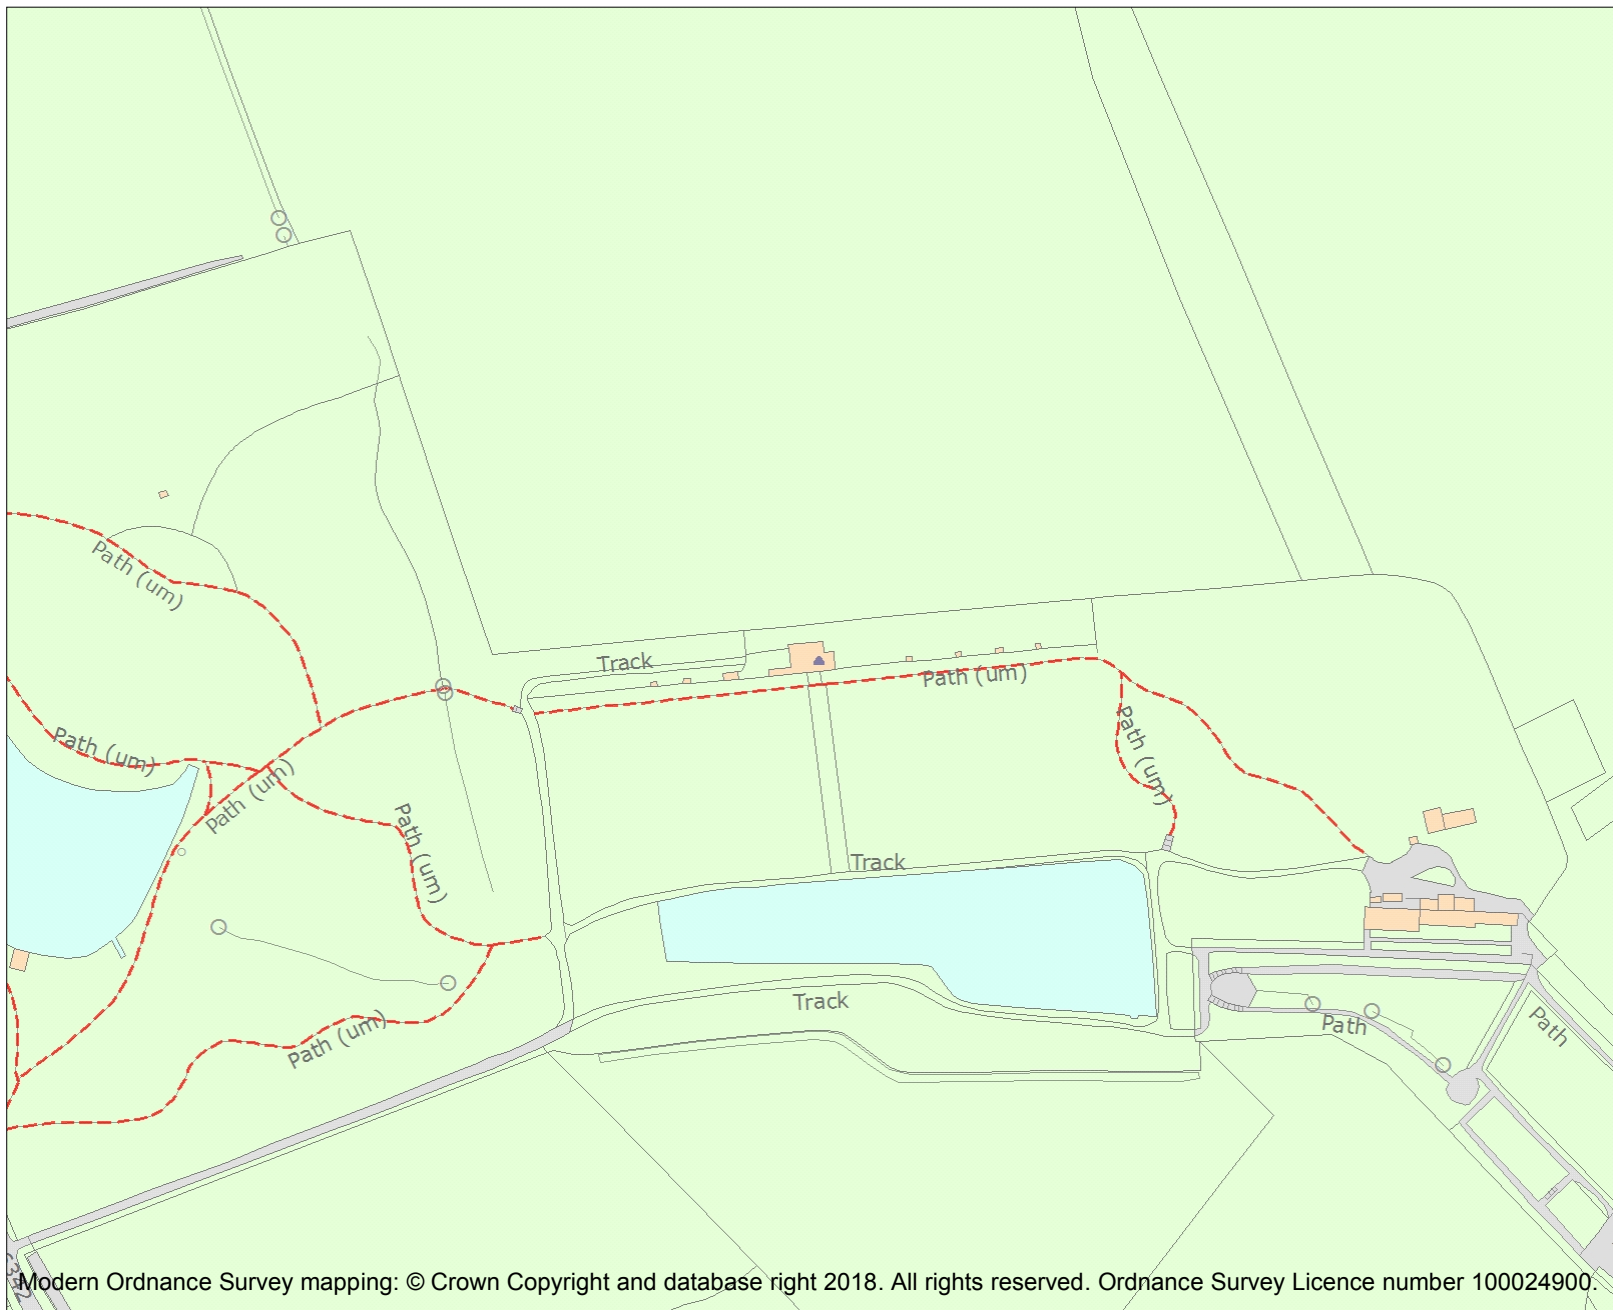 Path (um)
Track
Path (um)
Path (um)
Path (um)
Path (um)
Path (um)
Track
Track
Path (um)
Path
Path
Modern Ordnance Survey mapping: © Crown Copyright and database right 2018. All rights reserved. Ordnance Survey Licence number 100024900.